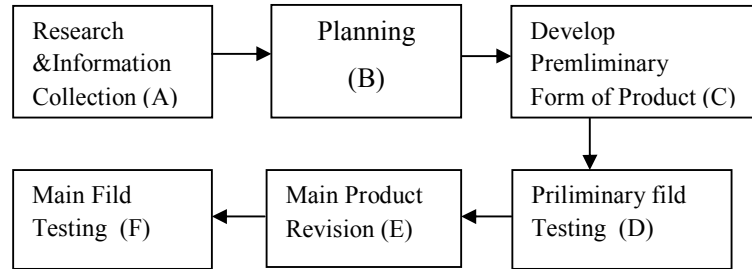 Research
&Information
Collection (A)
Planning
(B)
Develop
Premliminary
Form of Product (C)
Priliminary fild
Testing (D)
Main Product
Revision (E)
Main Fild
Testing (F)